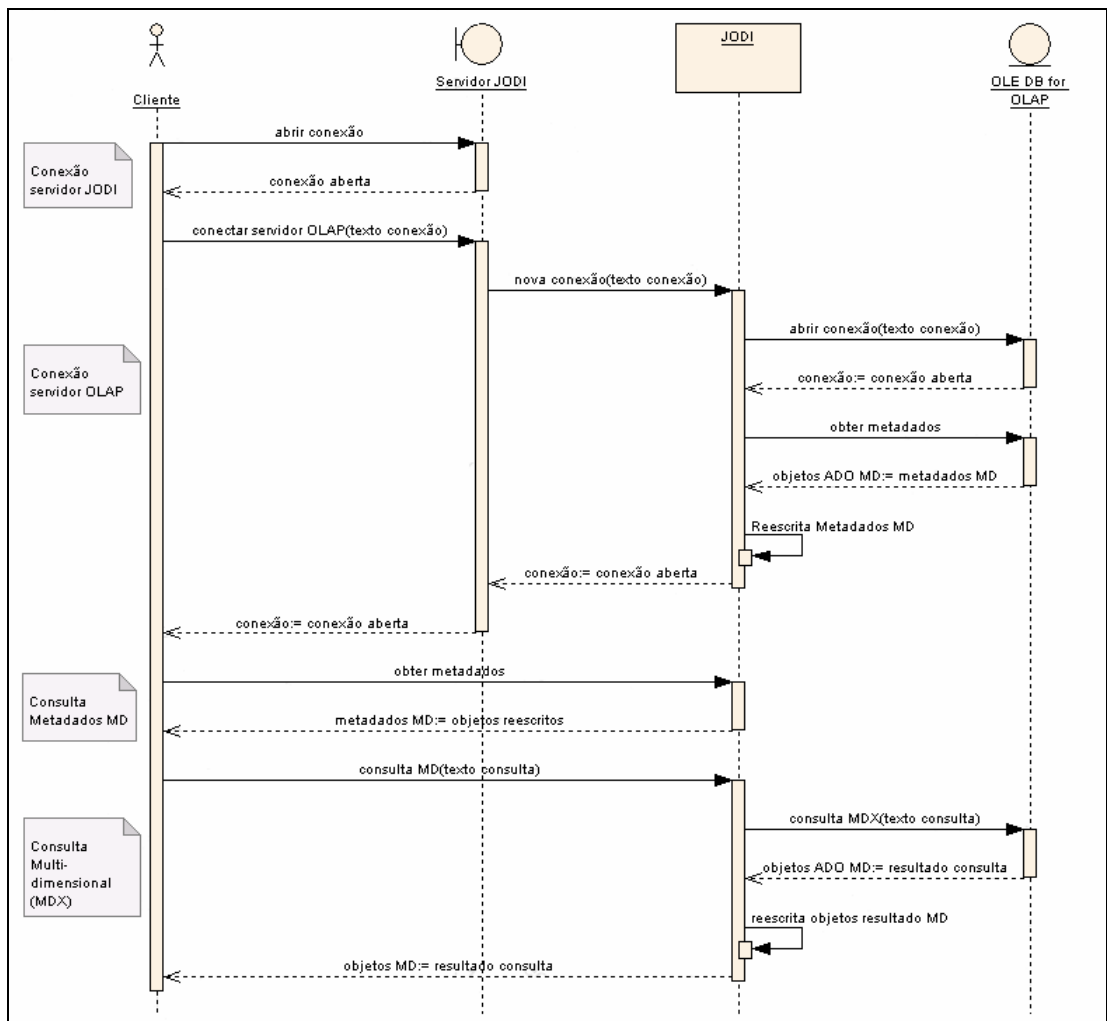 Cliente
Servidor JODI
JODI
OLE DB for
OLAP
abrir conexão
Conexão
servidor JODI
conexão aberta
conectar servidor OLAP(texto conexão)
nova conexão(texto conexão)
abrir conexão(texto conexão)
Conexão
servidor OLAP
conexão:= conexão aberta
obter metadados
objetos ADO MD:= metadados MD
Reescrita Metadados MD
conexão:= conexão aberta
conexão:= conexão aberta
obter metadados
Consulta
Metadados MD
metadados MD:= objetos reescritos
consulta MD(texto consulta)
consulta MDX(texto consulta)
Consulta
Multi-
dimensional
(MDX)
objetos ADO MD:= resultado consulta
reescrita objetos resultado MD
objetos MD:= resultado consulta